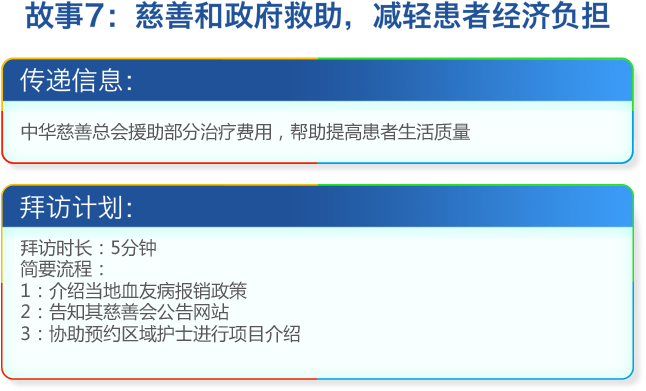 故事7：慈善和政府救助，减轻患者经济负担
传递信息：
中华慈善总会援助部分治疗费用，帮助提高患者生活质量
拜访计划：
拜访时长：5分钟
简要流程：
1：介绍当地血友病报销政策
2：告知其慈善会公告网站
3：协助预约区域护士进行项目介绍